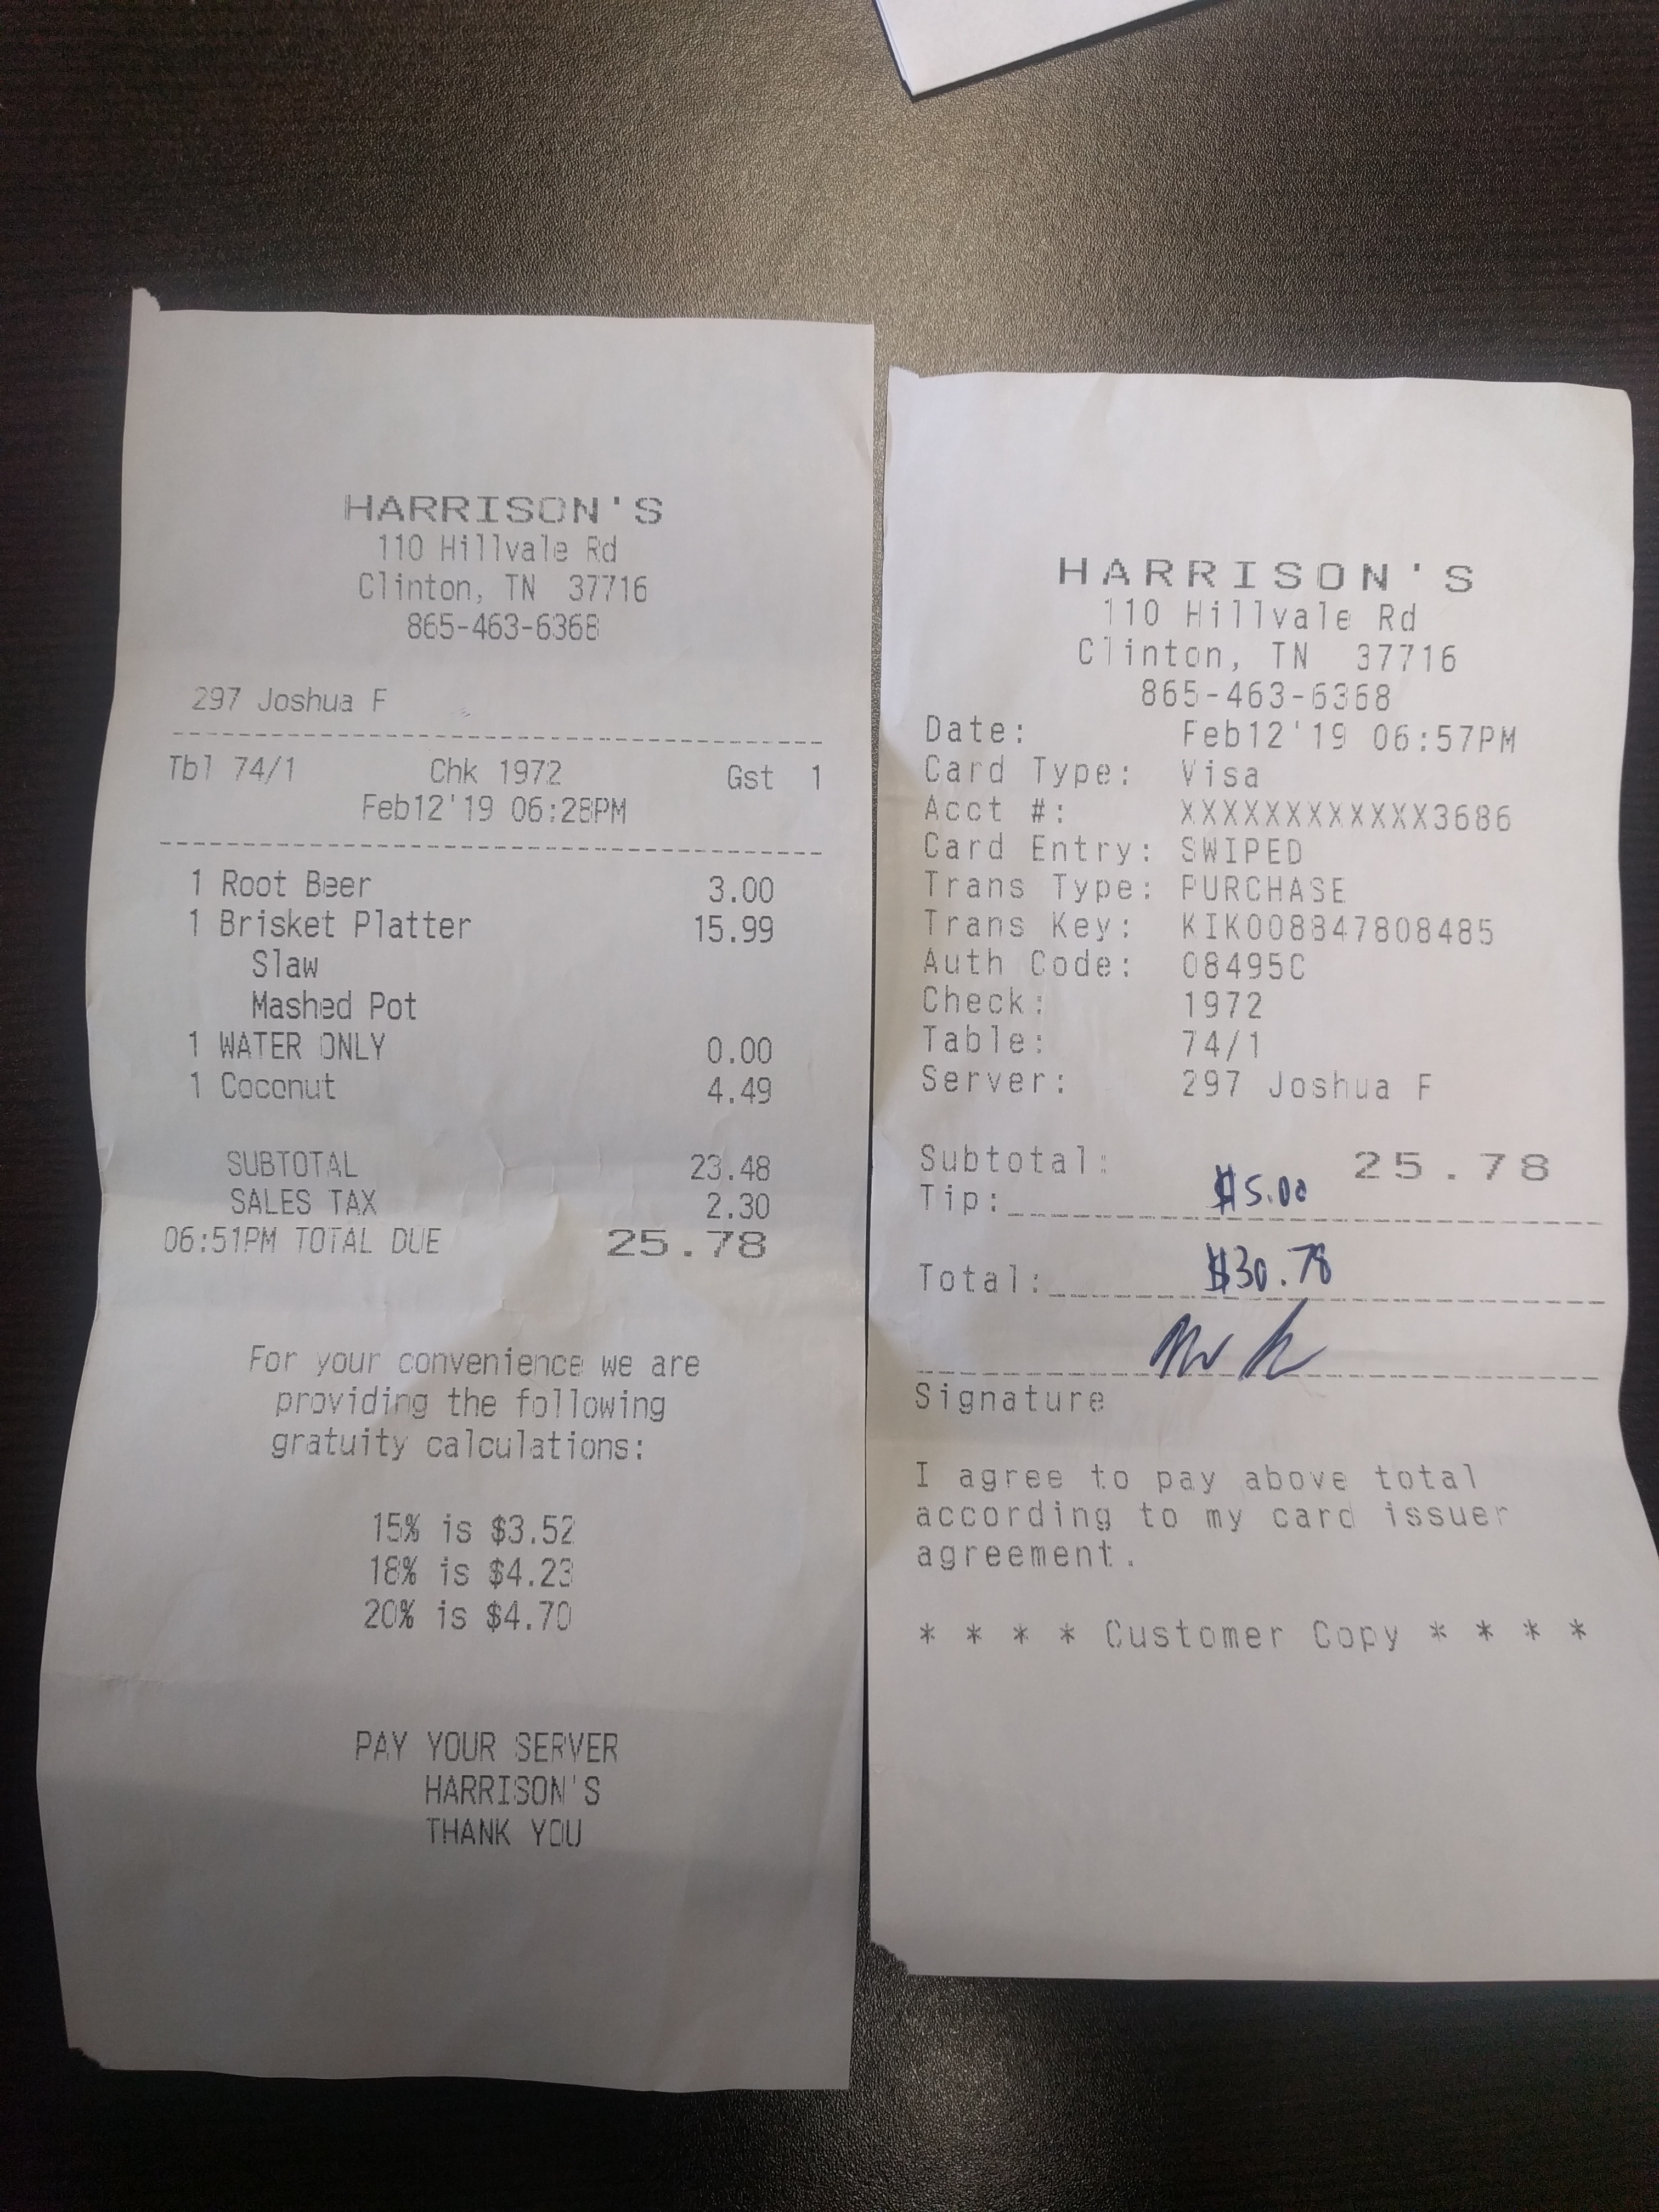 HARRISON'S
110 Hillvale Rd
Clinton, TN 37716
865-463-6368
297 Joshua F
Tbl 74/1 Chk 1972 Gst 1
Feb12'19 06:28PM
1 Root Beer 3.00
1 Brisket Platter 15.99
Slaw
Mashed Pot
1 WATER ONLY 0.00
1 Coconut 4.49
SUBTOTAL 23.48
SALES TAX 2.30
06:51PM TOTAL DUE 25.78
For your convenience we are
providing the following
gratuity calculations:
15% is $3.52
18% is $4.23
20% is $4.70
PAY YOUR SERVER
HARRISON'S
THANK YOU
HARRISON'S
110 Hillvale Rd
Clinton, TN 37716
865-463-6368
Date: Feb12'19 06:57PM
Card Type: Visa
Acct #: XXXXXXXXXXXX3686
Card Entry: SWIPED
Trans Type: PURCHASE
Trans Key: KIK008847808485
Auth Code: 08495C
Check: 1972
Table: 74/1
Server: 297 Joshua F
Subtotal: 25.78
Tip: $5.00
Total: $30.78
Signature
I agree to pay above total
according to my card issuer
agreement.
* * * * Customer Copy * * * *